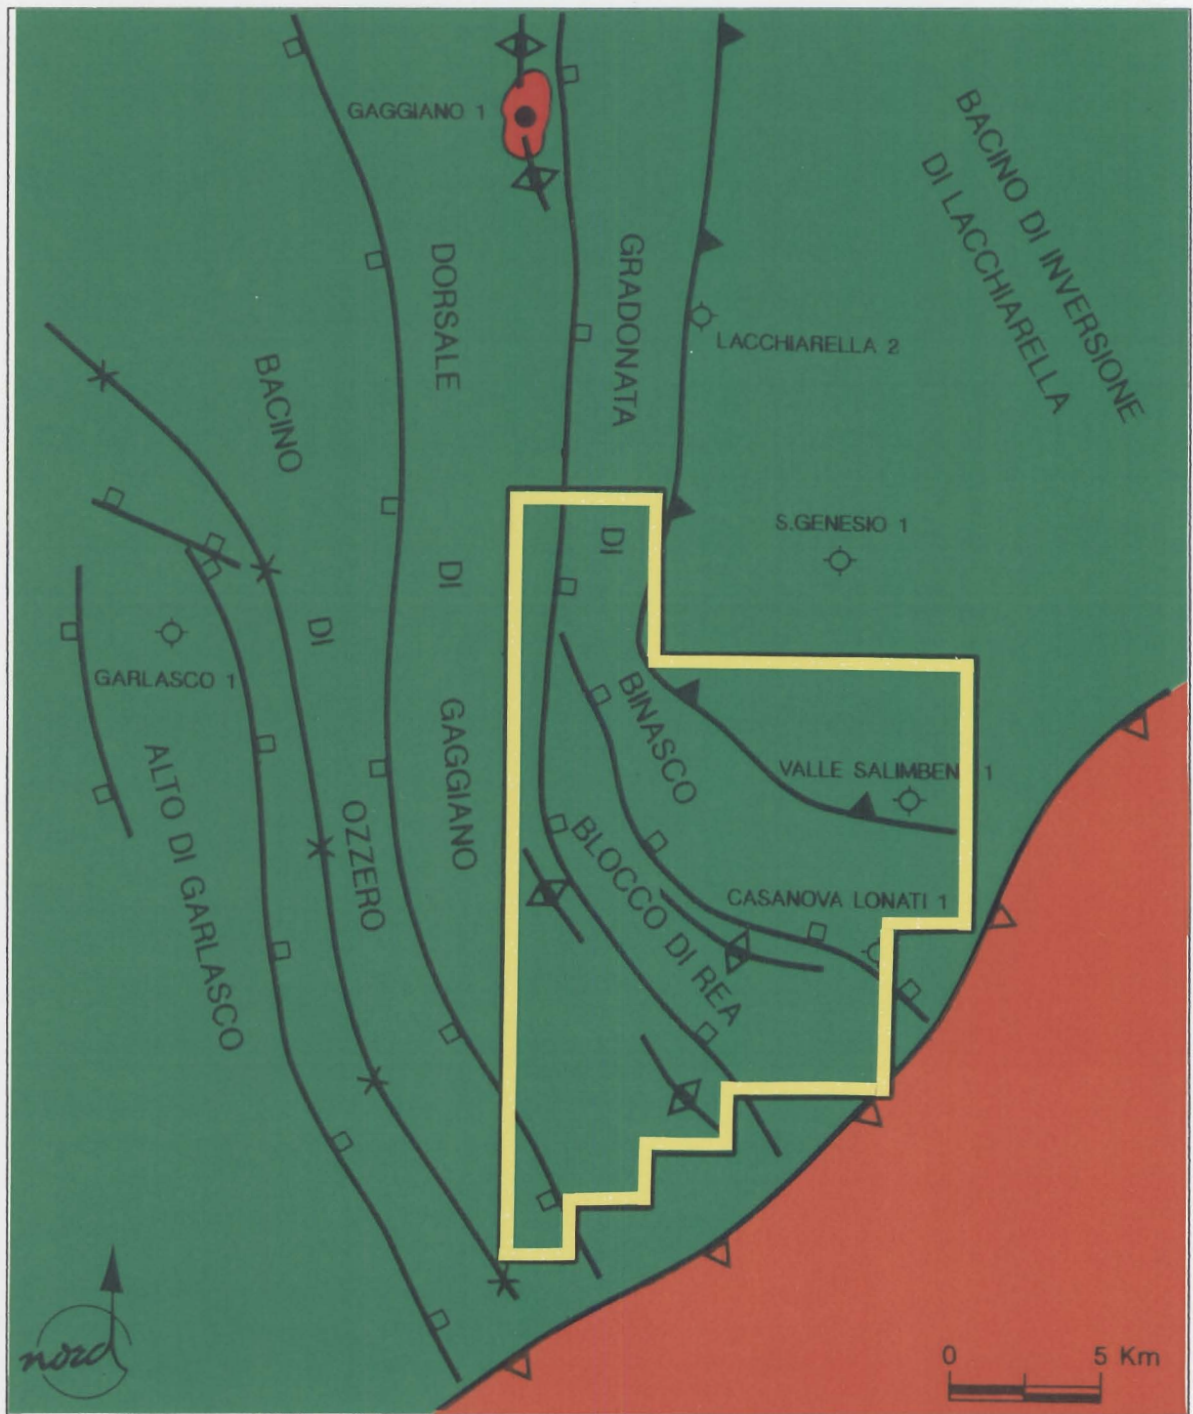 GAGGIANO 1
BACINO DI INVERSIONE
DI LACCHIARELLA
DORSALE
DI
GAGGIANO
GRADONATA
DI
BINASCO
LACCHIARELLA 2
BACINO
DI
OZZERO
S.GENESIO 1
GARLASCO 1
ALTO DI GARLASCO
VALLE SALIMBENE 1
BLOCCO DI REA
CASANOVA LONATI 1
nord
0 5 Km